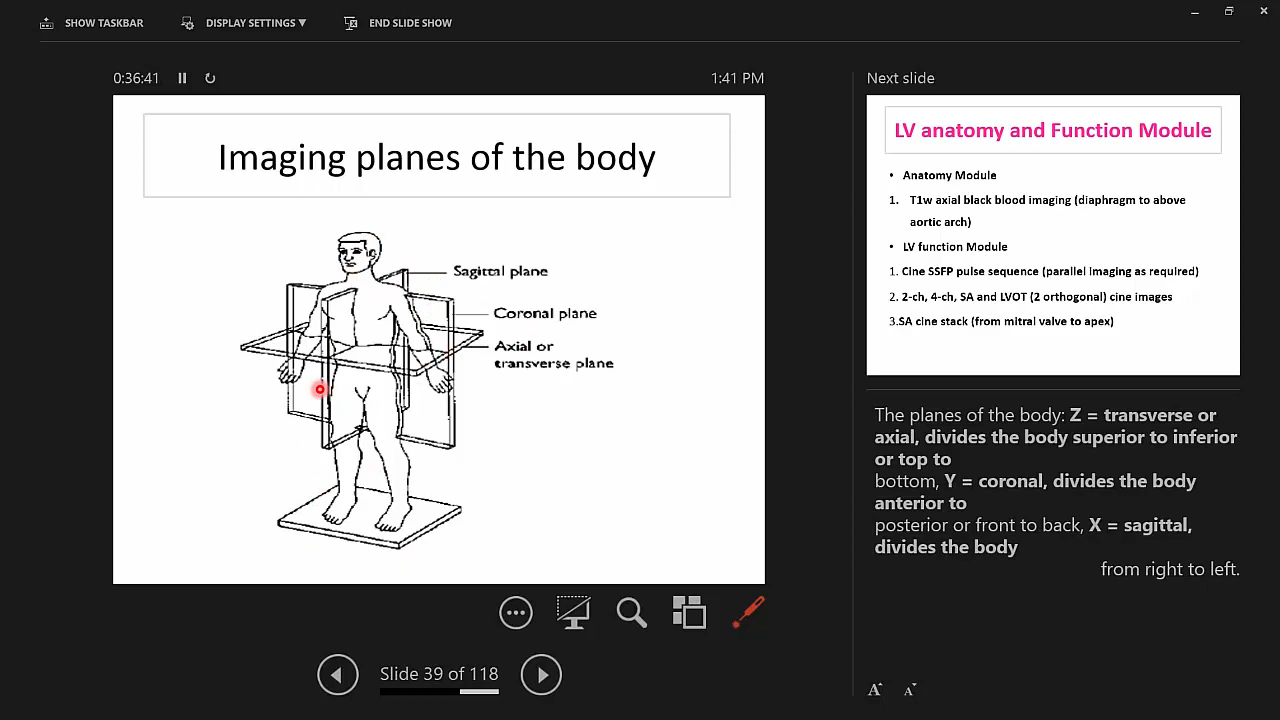 SHOW TASKBAR
DISPLAY SETTINGS ▼
END SLIDE SHOW
0:36:41
1:41 PM
Imaging planes of the body
Sagittal plane
Coronal plane
Axial or
transverse plane
Slide 39 of 118
Next slide
LV anatomy and Function Module
• Anatomy Module
1. T1w axial black blood imaging (diaphragm to above
aortic arch)
• LV function Module
1. Cine SSFP pulse sequence (parallel imaging as required)
2. 2-ch, 4-ch, SA and LVOT (2 orthogonal) cine images
3.SA cine stack (from mitral valve to apex)
The planes of the body: Z = transverse or
axial, divides the body superior to inferior
or top to
bottom, Y = coronal, divides the body
anterior to
posterior or front to back, X = sagittal,
divides the body
from right to left.
A A